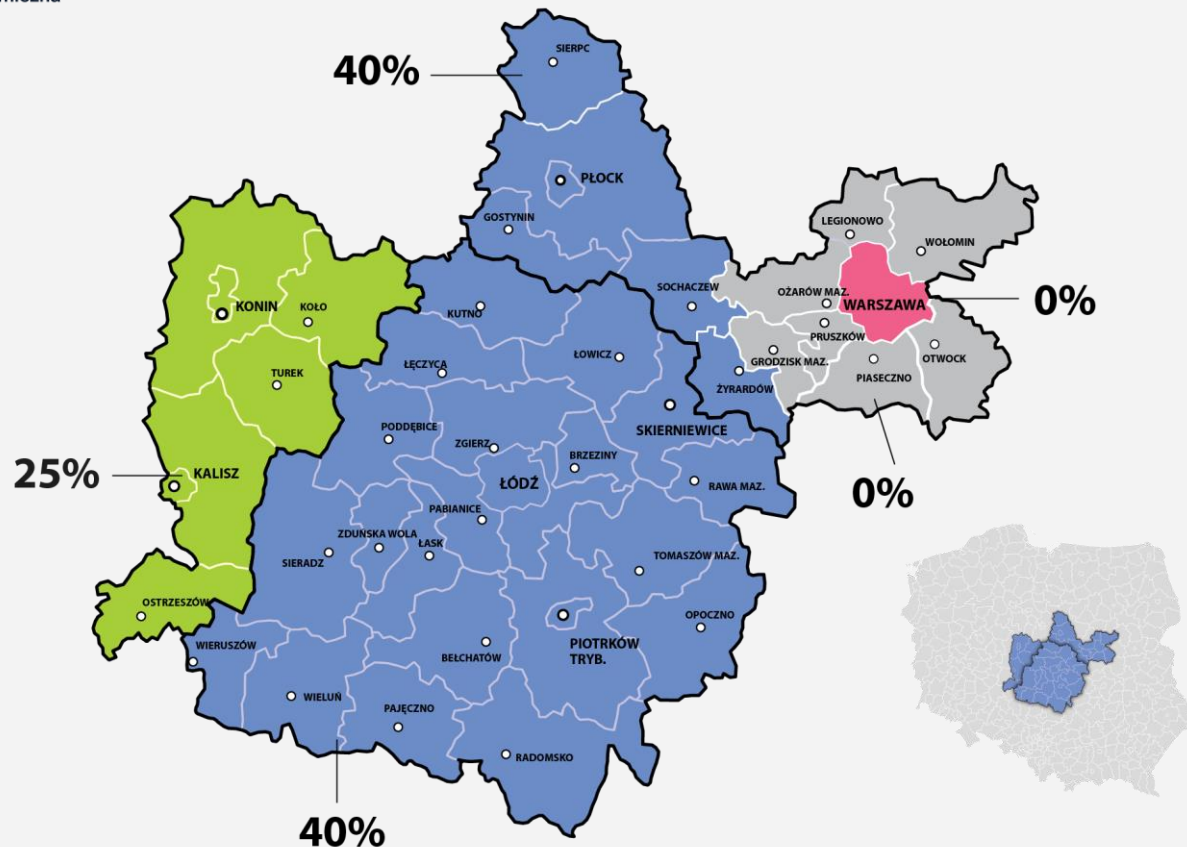 40%
SIERPC
PŁOCK
GOSTYNIN
LEGIONOWO
WOŁOMIN
SOCHACZEW
OŻARÓW MAZ.
WARSZAWA
0%
KONIN
KOŁO
KUTNO
PRUSZKÓW
GRODZISK MAZ.
OTWOCK
ŁOWICZ
ŁĘCZYCA
TUREK
ŻYRARDÓW
PIASECZNO
PODDĘBICE
SKIERNIEWICE
ZGIERZ
BRZEZINY
25%
KALISZ
ŁÓDŹ
RAWA MAZ.
0%
PABIANICE
ZDUŃSKA WOLA
ŁASK
SIERADZ
TOMASZÓW MAZ.
OSTRZESZÓW
OPOCZNO
WIERUSZÓW
BEŁCHATÓW
PIOTRKÓW
TRYB.
WIELUŃ
PAJĘCZNO
RADOMSKO
40%